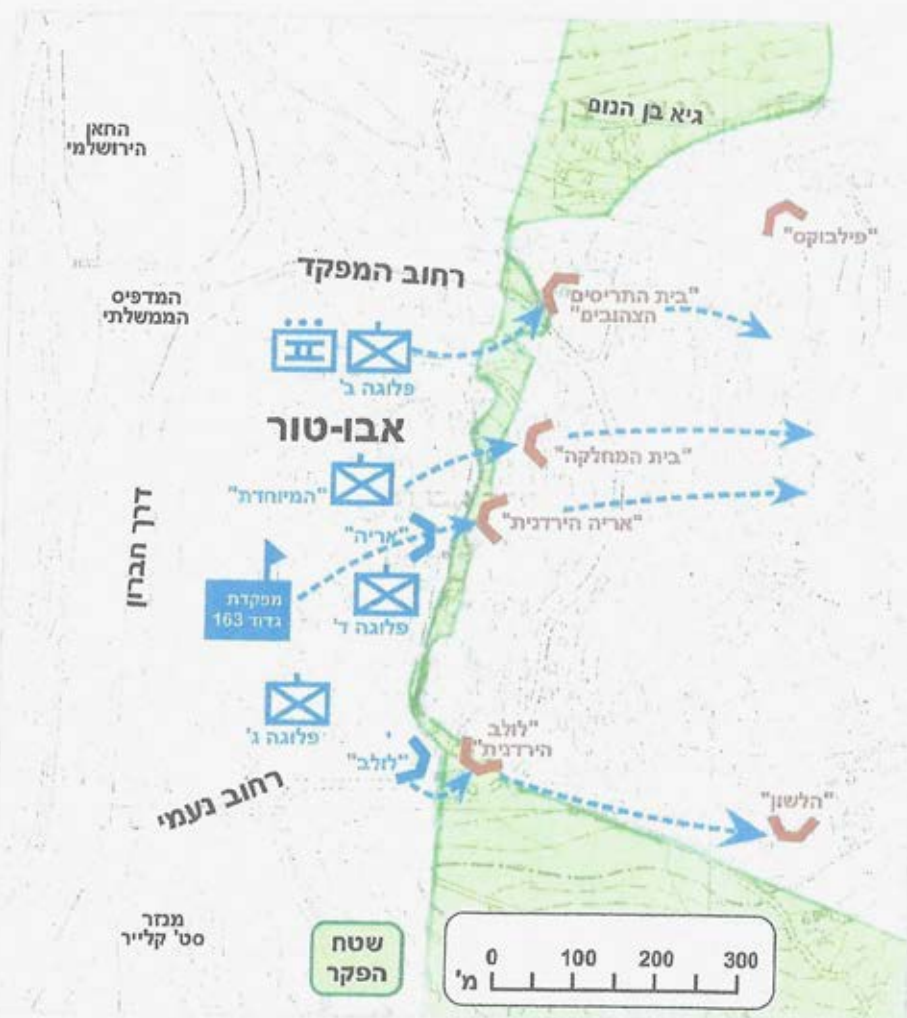 גיא בן הנום
החאן
הירושלמי
"פילבוקס"
רחוב המפקד
"בית התריסים
הצהובים"
המדפיס
הממשלתי
פלוגה ב'
אבו-טור
"בית המחלקה"
"המיוחדת"
"אריה הירדנית"
"אריה"
דרך חברון
מפקדת
גדוד 163
פלוגה ד'
פלוגה ג'
"לולב
הירדנית"
"לולב"
"הלשון"
רחוב נעמי
מנזר
סט' קלייר
שטח
הפקר
0 100 200 300
מ'